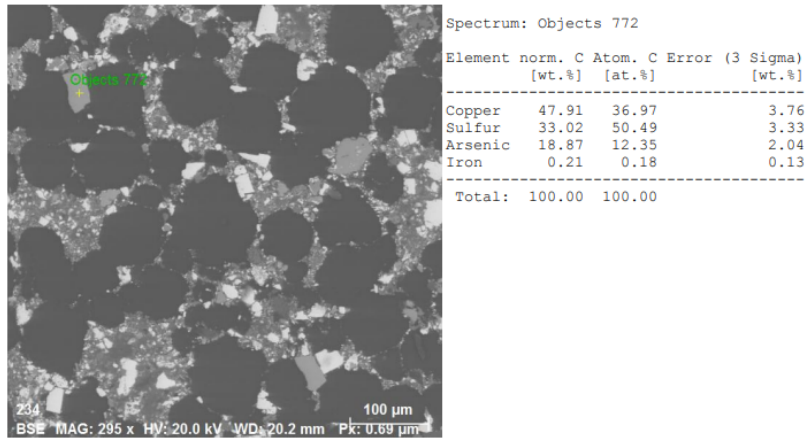 Objects 772
234
100 µm
BSE MAG: 295 x HV: 20.0 kV WD: 20.2 mm Px: 0.69 µm
Spectrum: Objects 772
Element norm. C Atom. C Error (3 Sigma)
[wt.%] [at.%] [wt.%]
Copper 47.91 36.97 3.76
Sulfur 33.02 50.49 3.33
Arsenic 18.87 12.35 2.04
Iron 0.21 0.18 0.13
Total: 100.00 100.00